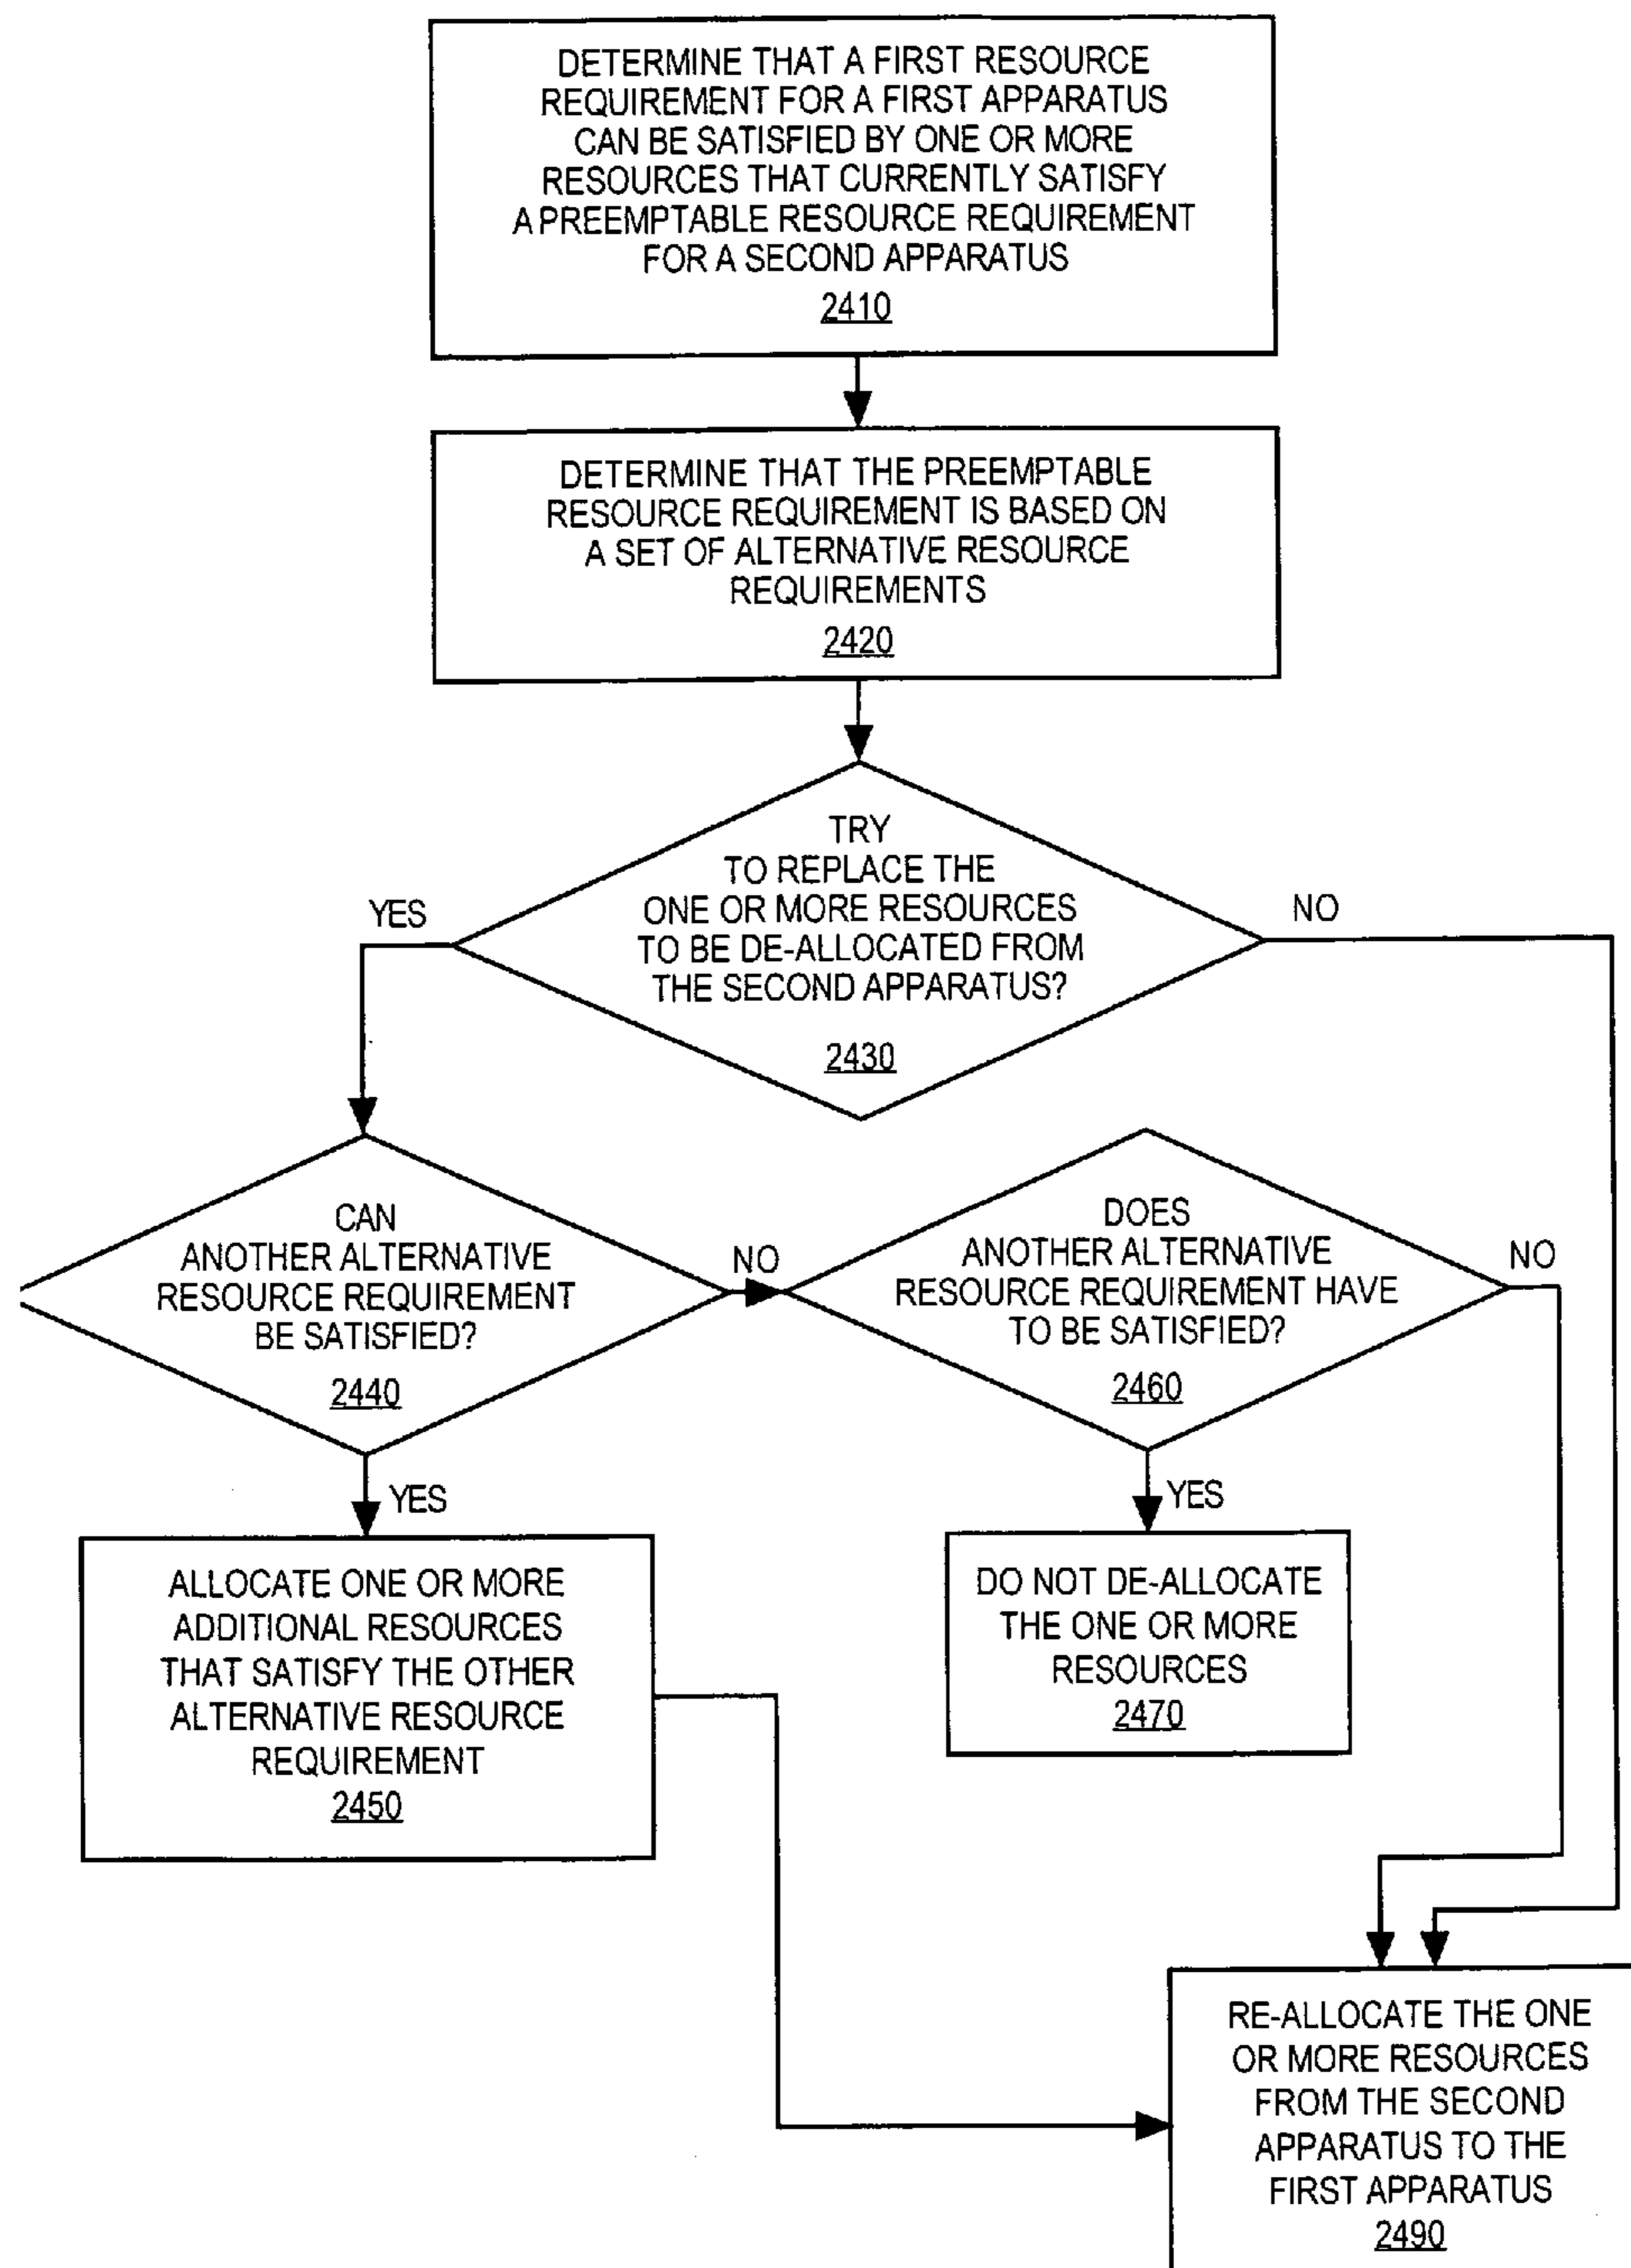 DETERMINE THAT A FIRST RESOURCE
REQUIREMENT FOR A FIRST APPARATUS
CAN BE SATISFIED BY ONE OR MORE
RESOURCES THAT CURRENTLY SATISFY
A PREEMPTABLE RESOURCE REQUIREMENT
FOR A SECOND APPARATUS
2410
DETERMINE THAT THE PREEMPTABLE
RESOURCE REQUIREMENT IS BASED ON
A SET OF ALTERNATIVE RESOURCE
REQUIREMENTS
2420
TRY
TO REPLACE THE
ONE OR MORE RESOURCES
TO BE DE-ALLOCATED FROM
THE SECOND APPARATUS?
2430
YES
NO
CAN
ANOTHER ALTERNATIVE
RESOURCE REQUIREMENT
BE SATISFIED?
2440
NO
DOES
ANOTHER ALTERNATIVE
RESOURCE REQUIREMENT HAVE
TO BE SATISFIED?
2460
NO
YES
YES
ALLOCATE ONE OR MORE
ADDITIONAL RESOURCES
THAT SATISFY THE OTHER
ALTERNATIVE RESOURCE
REQUIREMENT
2450
DO NOT DE-ALLOCATE
THE ONE OR MORE
RESOURCES
2470
RE-ALLOCATE THE ONE
OR MORE RESOURCES
FROM THE SECOND
APPARATUS TO THE
FIRST APPARATUS
2490